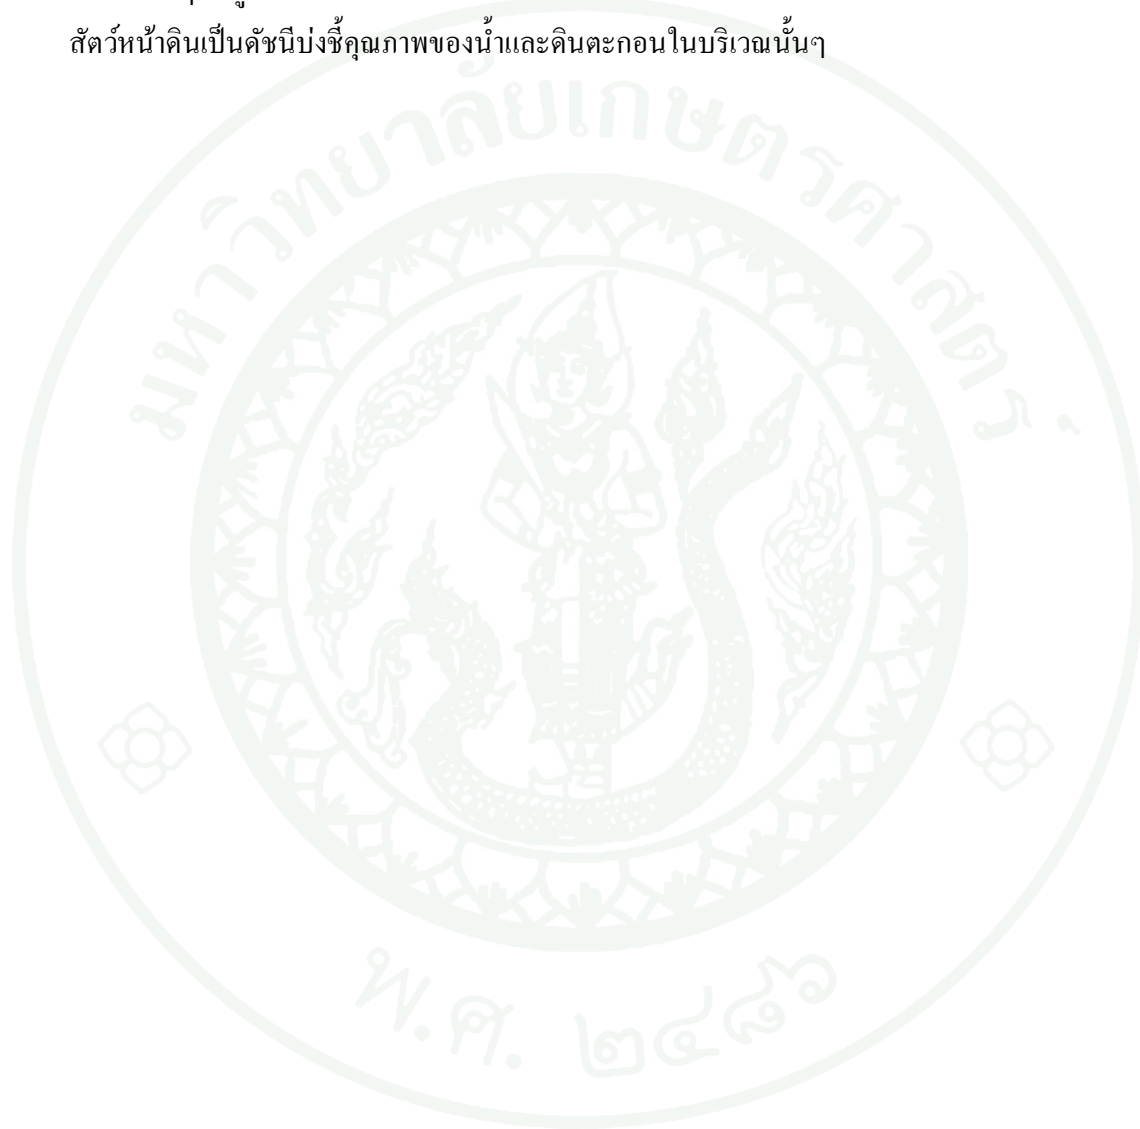 สัตว์หน้าดินเป็นดัชนีบ่งชี้คุณภาพของน้ำและดินตะกอนในบริเวณนั้นๆ
มหาวิทยาลัยเกษตรศาสตร์
พ.ศ. ๒๔๘๖